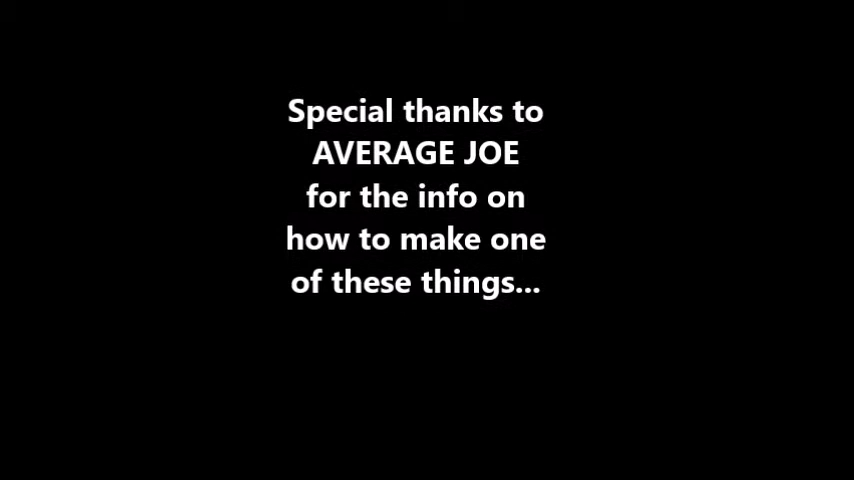 Special thanks to
AVERAGE JOE
for the info on
how to make one
of these things...